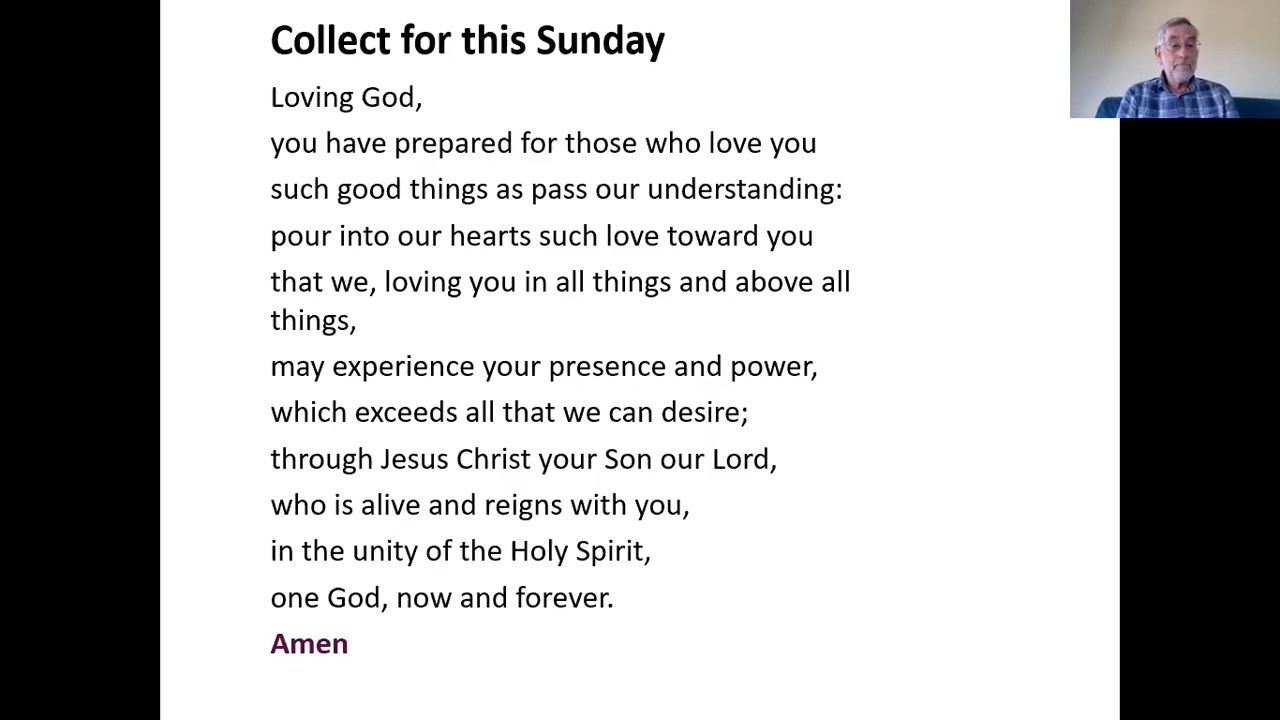 Collect for this Sunday
Loving God,
you have prepared for those who love you
such good things as pass our understanding:
pour into our hearts such love toward you
that we, loving you in all things and above all
things,
may experience your presence and power,
which exceeds all that we can desire;
through Jesus Christ your Son our Lord,
who is alive and reigns with you,
in the unity of the Holy Spirit,
one God, now and forever.
Amen